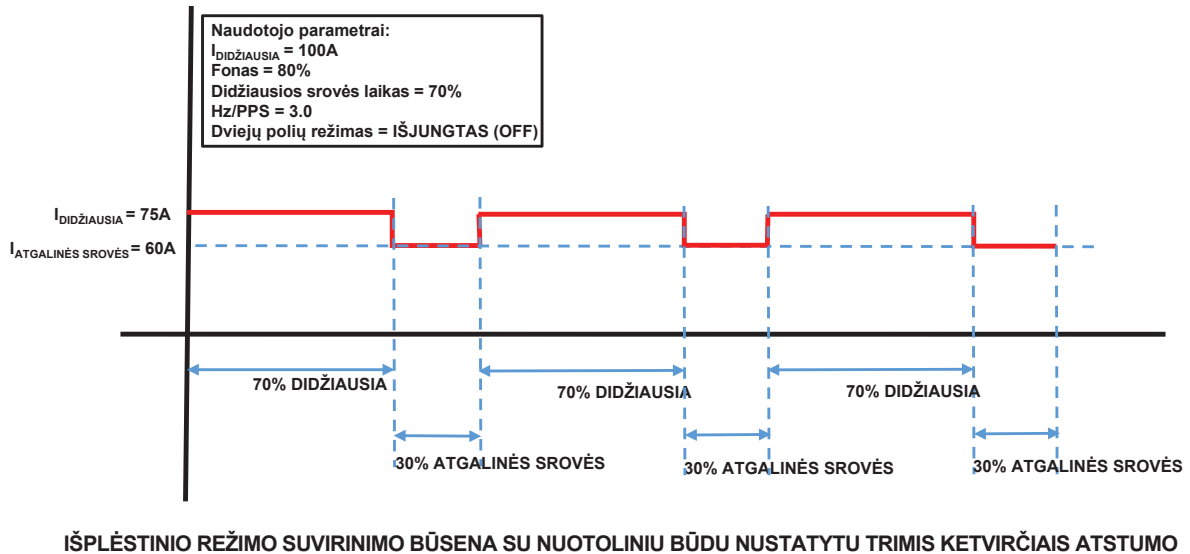 Naudotojo parametrai:
IDIDŽIAUSIA = 100A
Fonas = 80%
Didžiausios srovės laikas = 70%
Hz/PPS = 3.0
Dviejų polių režimas = IŠJUNGTAS (OFF)
IDIDŽIAUSIA = 75A
IATGALINĖS SROVĖS = 60A
70% DIDŽIAUSIA
70% DIDŽIAUSIA
70% DIDŽIAUSIA
30% ATGALINĖS SROVĖS
30% ATGALINĖS SROVĖS
30% ATGALINĖS SROVĖS
IŠPLĖSTINIO REŽIMO SUVIRINIMO BŪSENA SU NUOTOLINIU BŪDU NUSTATYTU TRIMIS KETVIRČIAIS ATSTUMO